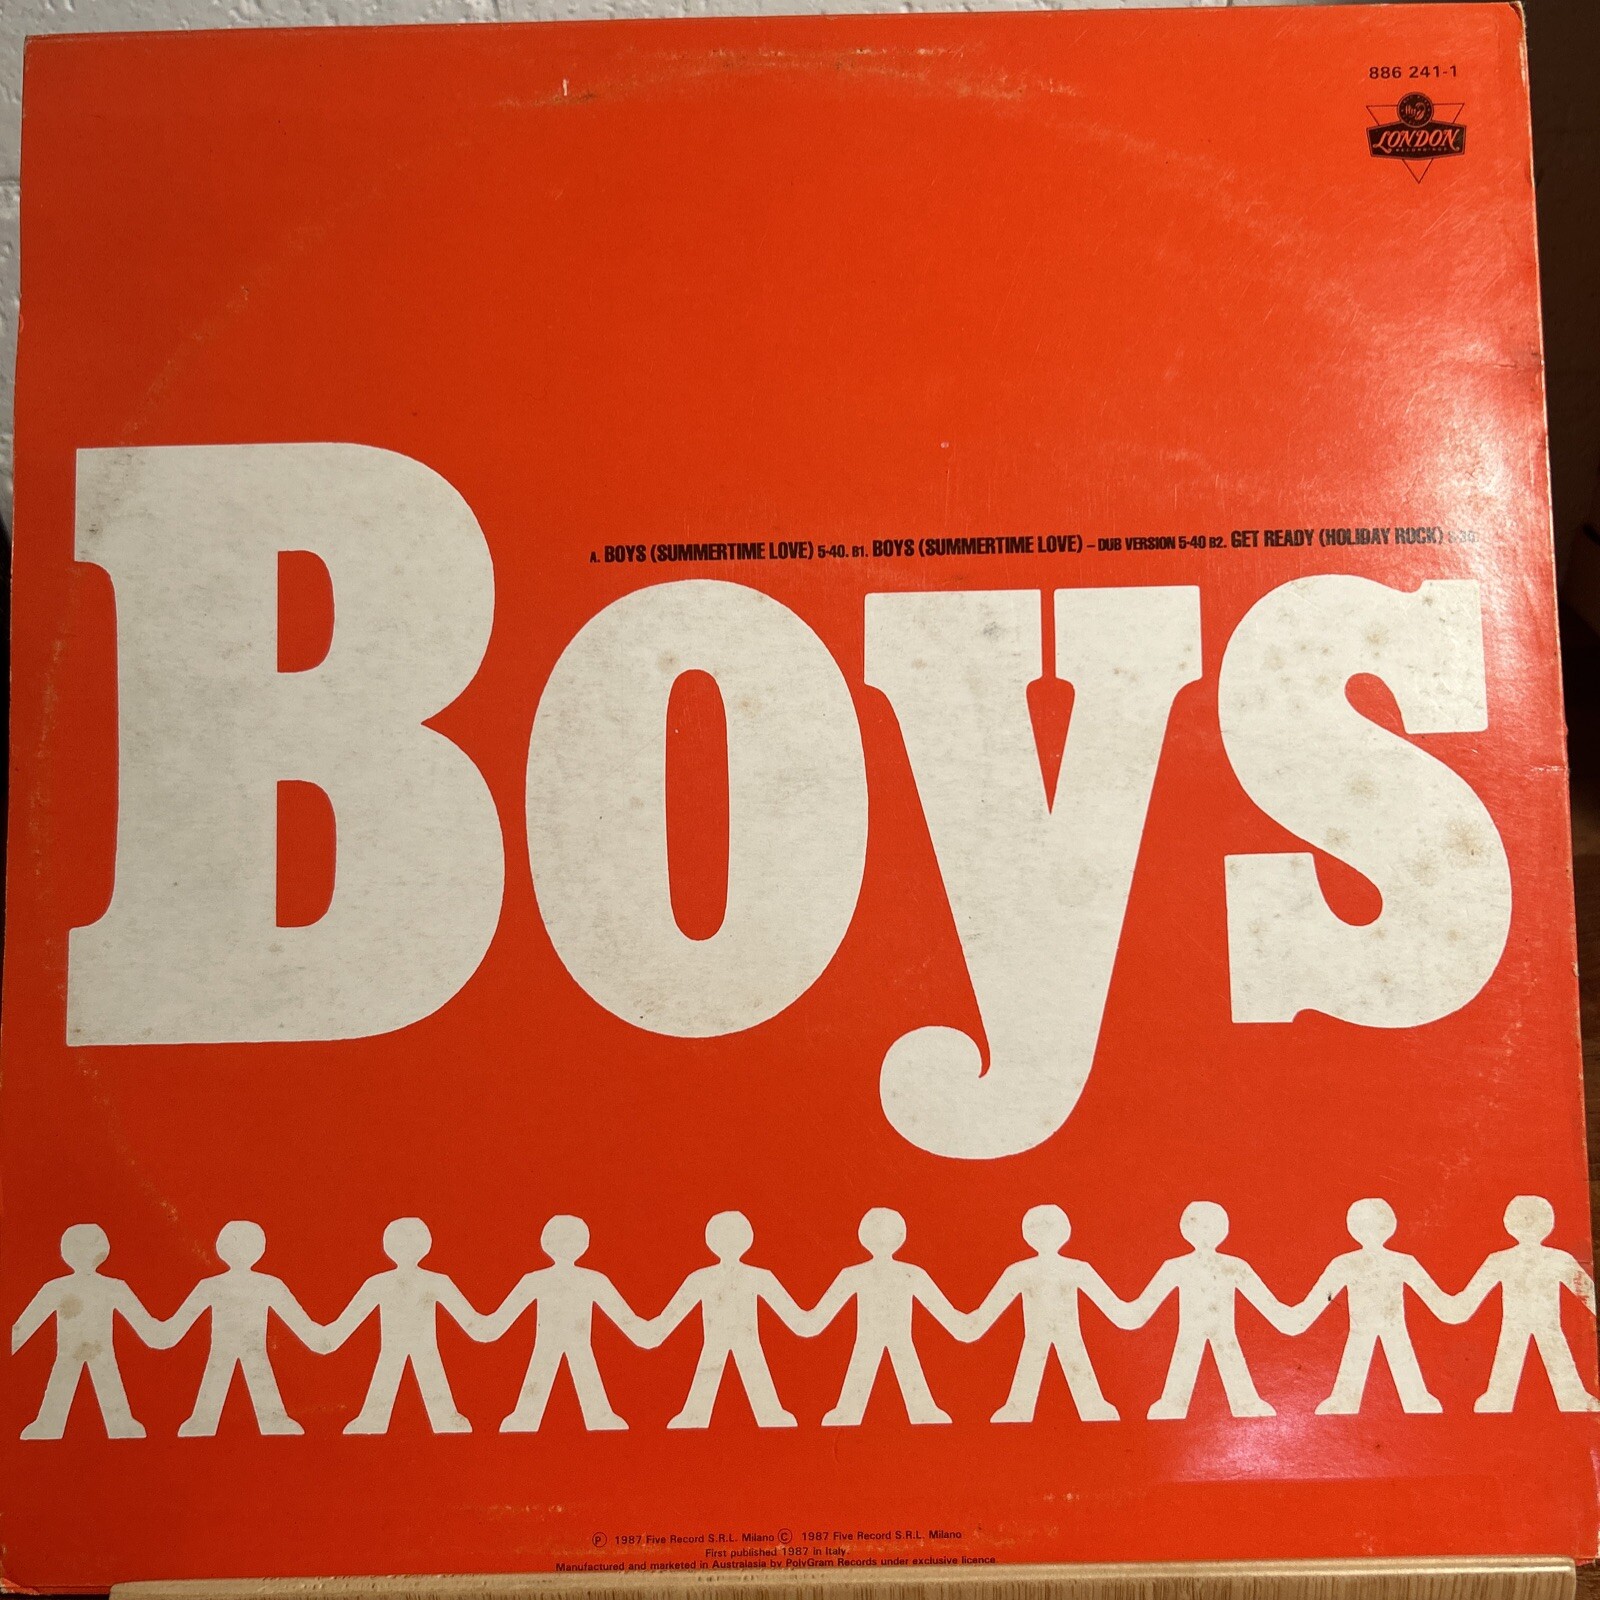 886 241-1
LONDON
RECORDINGS
A. BOYS (SUMMERTIME LOVE) 5-40. B1. BOYS (SUMMERTIME LOVE) – DUB VERSION 5-40 B2. GET READY (HOLIDAY ROCK)
Boys
Ⓟ 1987 Five Record S.R.L. Milano Ⓒ 1987 Five Record S.R.L. Milano
First published 1987 in Italy.
Manufactured and marketed in Australasia by PolyGram Records under exclusive licence